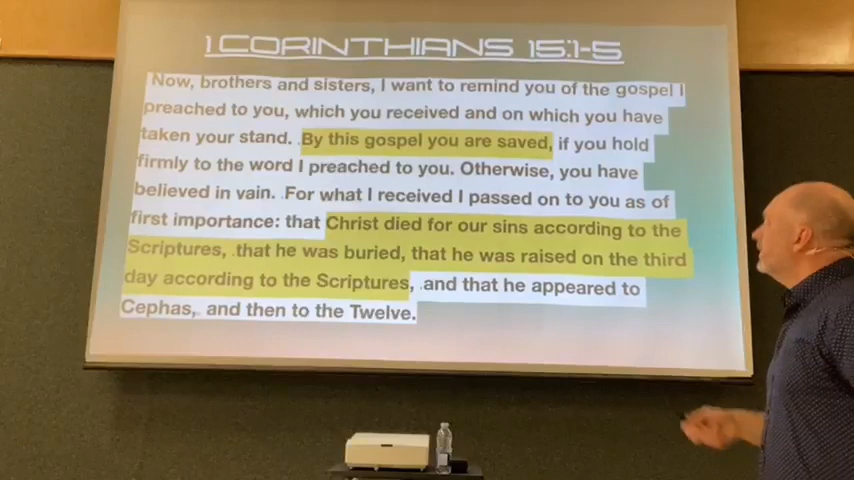 1 CORINTHIANS 15:1-5
Now, brothers and sisters, I want to remind you of the gospel I
preached to you, which you received and on which you have
taken your stand. .By this gospel you are saved, if you hold
firmly to the word I preached to you. Otherwise, you have
believed in vain. .For what I received I passed on to you as of
first importance: that Christ died for our sins according to the
Scriptures, .that he was buried, that he was raised on the third
day according to the Scriptures, .and that he appeared to
Cephas,. and then to the Twelve.